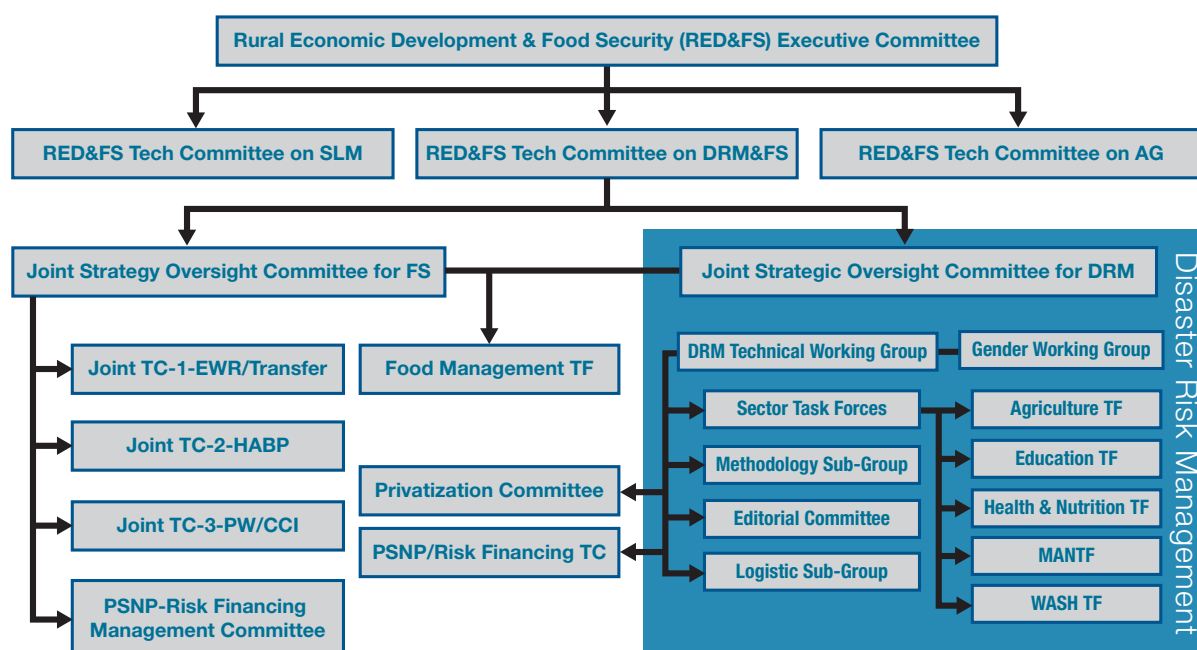 Rural Economic Development & Food Security (RED&FS) Executive Committee
RED&FS Tech Committee on SLM
RED&FS Tech Committee on DRM&FS
RED&FS Tech Committee on AG
Joint Strategy Oversight Committee for FS
Joint Strategic Oversight Committee for DRM
Joint TC-1-EWR/Transfer
Joint TC-2-HABP
Joint TC-3-PW/CCI
PSNP-Risk Financing
Management Committee
Food Management TF
Privatization Committee
PSNP/Risk Financing TC
DRM Technical Working Group
Gender Working Group
Sector Task Forces
Methodology Sub-Group
Editorial Committee
Logistic Sub-Group
Agriculture TF
Education TF
Health & Nutrition TF
MANTF
WASH TF
Disaster Risk Management